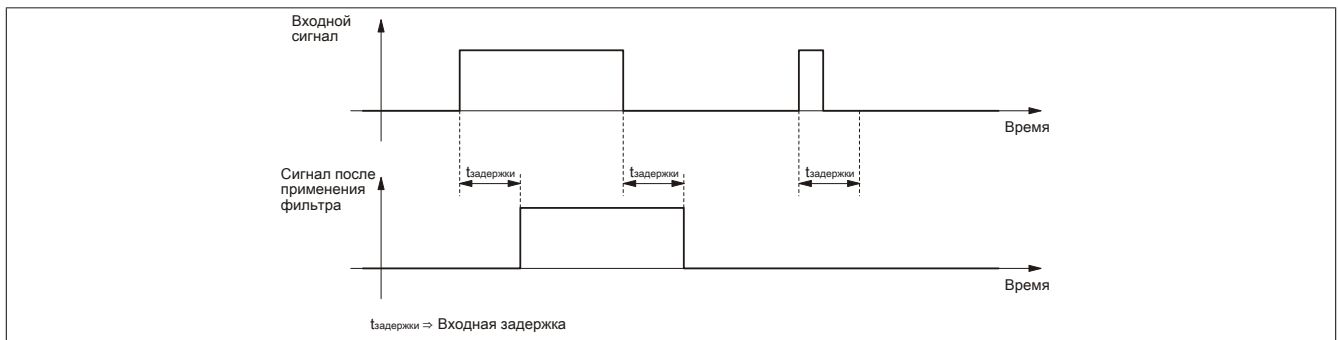 Входной
сигнал
Время
Сигнал после
применения
фильтра
tзадержки
tзадержки
tзадержки
Время
tзадержки ⇒ Входная задержка